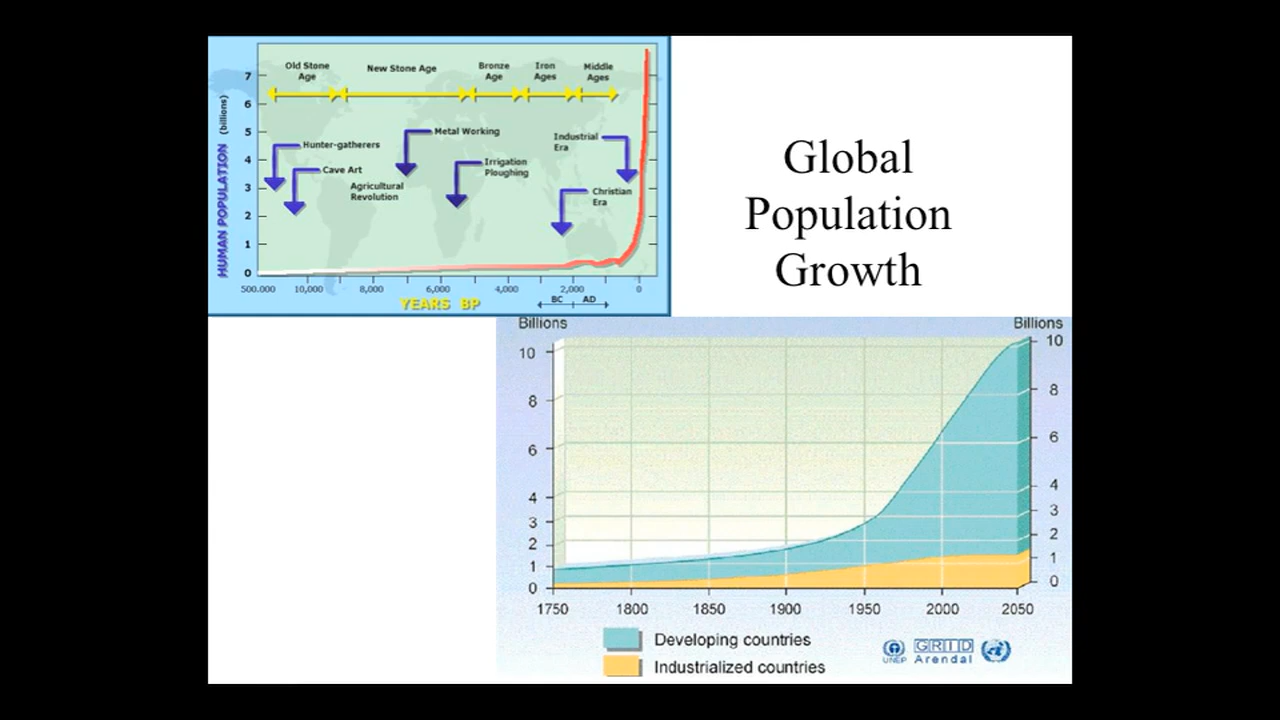 Old Stone
Age
New Stone Age
Bronze
Age
Iron
Ages
Middle
Ages
HUMAN POPULATION (billions)
7
6
5
4
3
2
1
0
Hunter-gatherers
Cave Art
Agricultural
Revolution
Metal Working
Irrigation
Ploughing
Industrial
Era
Christian
Era
500.000 10,000 8,000 6,000 4,000 2,000 0
YEARS BP
BC AD
Global
Population
Growth
Billions Billions
10 10
8 8
6 6
4 4
3 3
2 2
1 1
0 0
1750 1800 1850 1900 1950 2000 2050
Developing countries
Industrialized countries
UNEP
GRID
Arendal